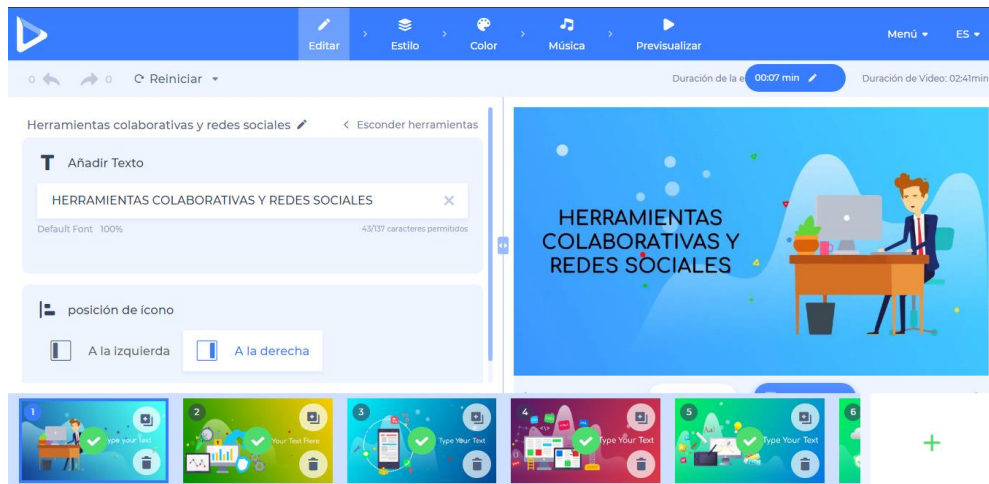 Editar
Estilo
Color
Música
Previsualizar
Menú
ES
0
0
Reiniciar
Duración de la e
00:07 min
Duración de Video: 02:41min
Herramientas colaborativas y redes sociales
< Esconder herramientas
T Añadir Texto
HERRAMIENTAS COLABORATIVAS Y REDES SOCIALES
Default Font 100%
43/137 caracteres permitidos
posición de ícono
A la izquierda
A la derecha
HERRAMIENTAS
COLABORATIVAS Y
REDES SOCIALES
1
Type your Text
2
Your Text Here
3
Type Your Text
4
Type Your Text
5
Type Your Text
6
+